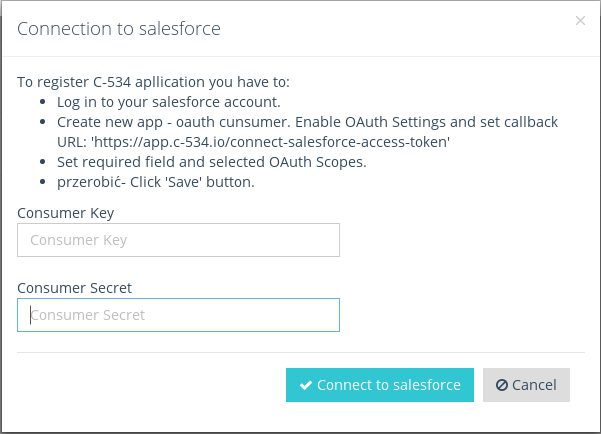 Connection to salesforce
×
To register C-534 apllication you have to:
• Log in to your salesforce account.
• Create new app - oauth cunsumer. Enable OAuth Settings and set callback
URL: 'https://app.c-534.io/connect-salesforce-access-token'
• Set required field and selected OAuth Scopes.
• przerobić- Click 'Save' button.
Consumer Key
Consumer Key
Consumer Secret
Consumer Secret
Connect to salesforce
Cancel